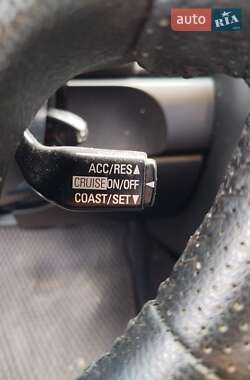 auto RIA
ACC/RES▲
CRUISE ON/OFF ◄
COAST/SET▼